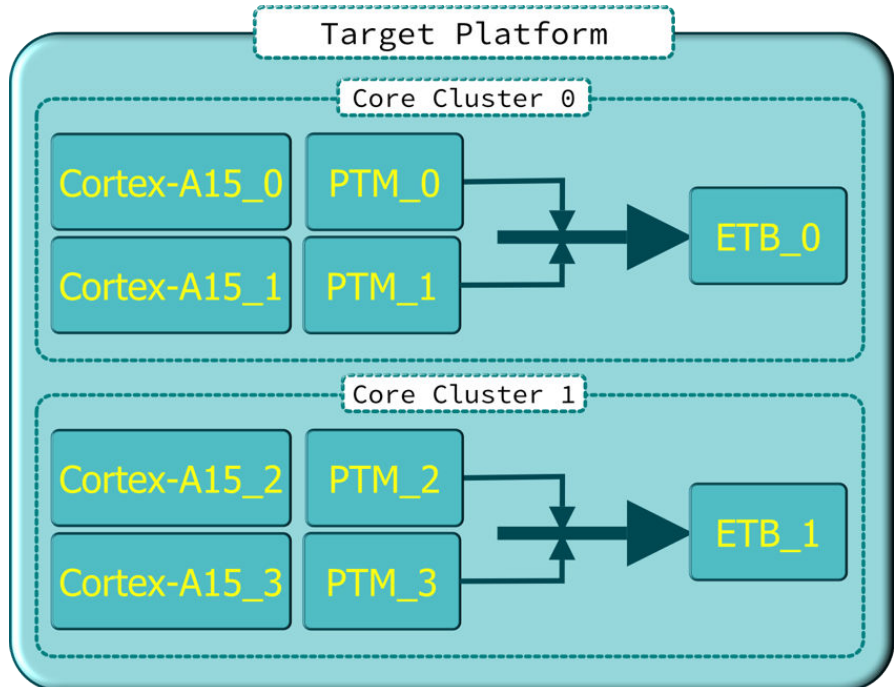 Target Platform
Core Cluster 0
Cortex-A15_0
PTM_0
Cortex-A15_1
PTM_1
ETB_0
Core Cluster 1
Cortex-A15_2
PTM_2
Cortex-A15_3
PTM_3
ETB_1